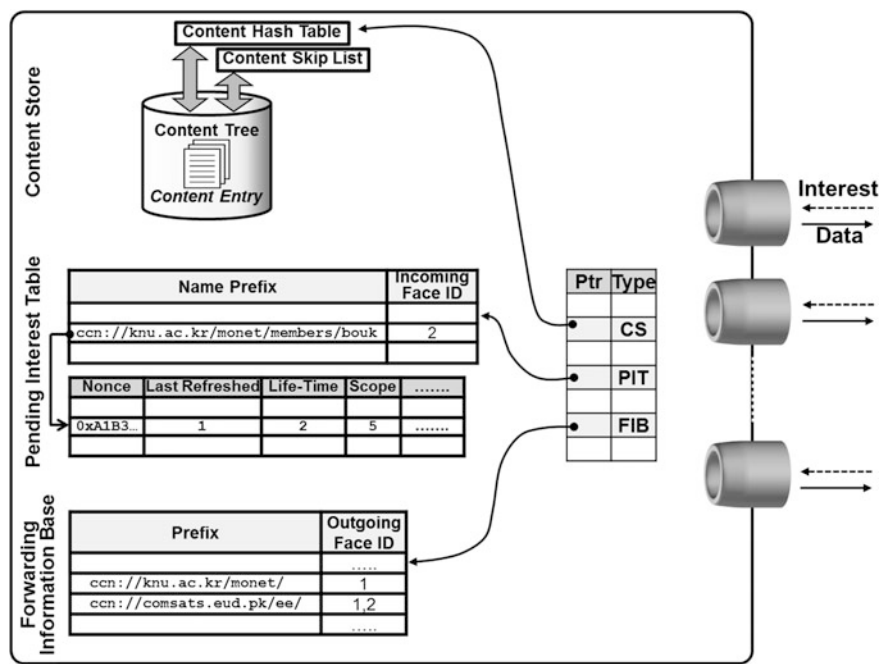 Content Store
Content Hash Table
Content Skip List
Content Tree
Content Entry
Pending Interest Table
Name Prefix
Incoming
Face ID
ccn://knu.ac.kr/monet/members/bouk
2
Nonce Last Refreshed Life-Time Scope .......
0xA1B3... 1 2 5 .......
Forwarding
Information Base
Prefix
Outgoing
Face ID
.....
ccn://knu.ac.kr/monet/ 1
ccn://comsats.eud.pk/ee/ 1,2
.....
Ptr Type
CS
PIT
FIB
Interest
Data